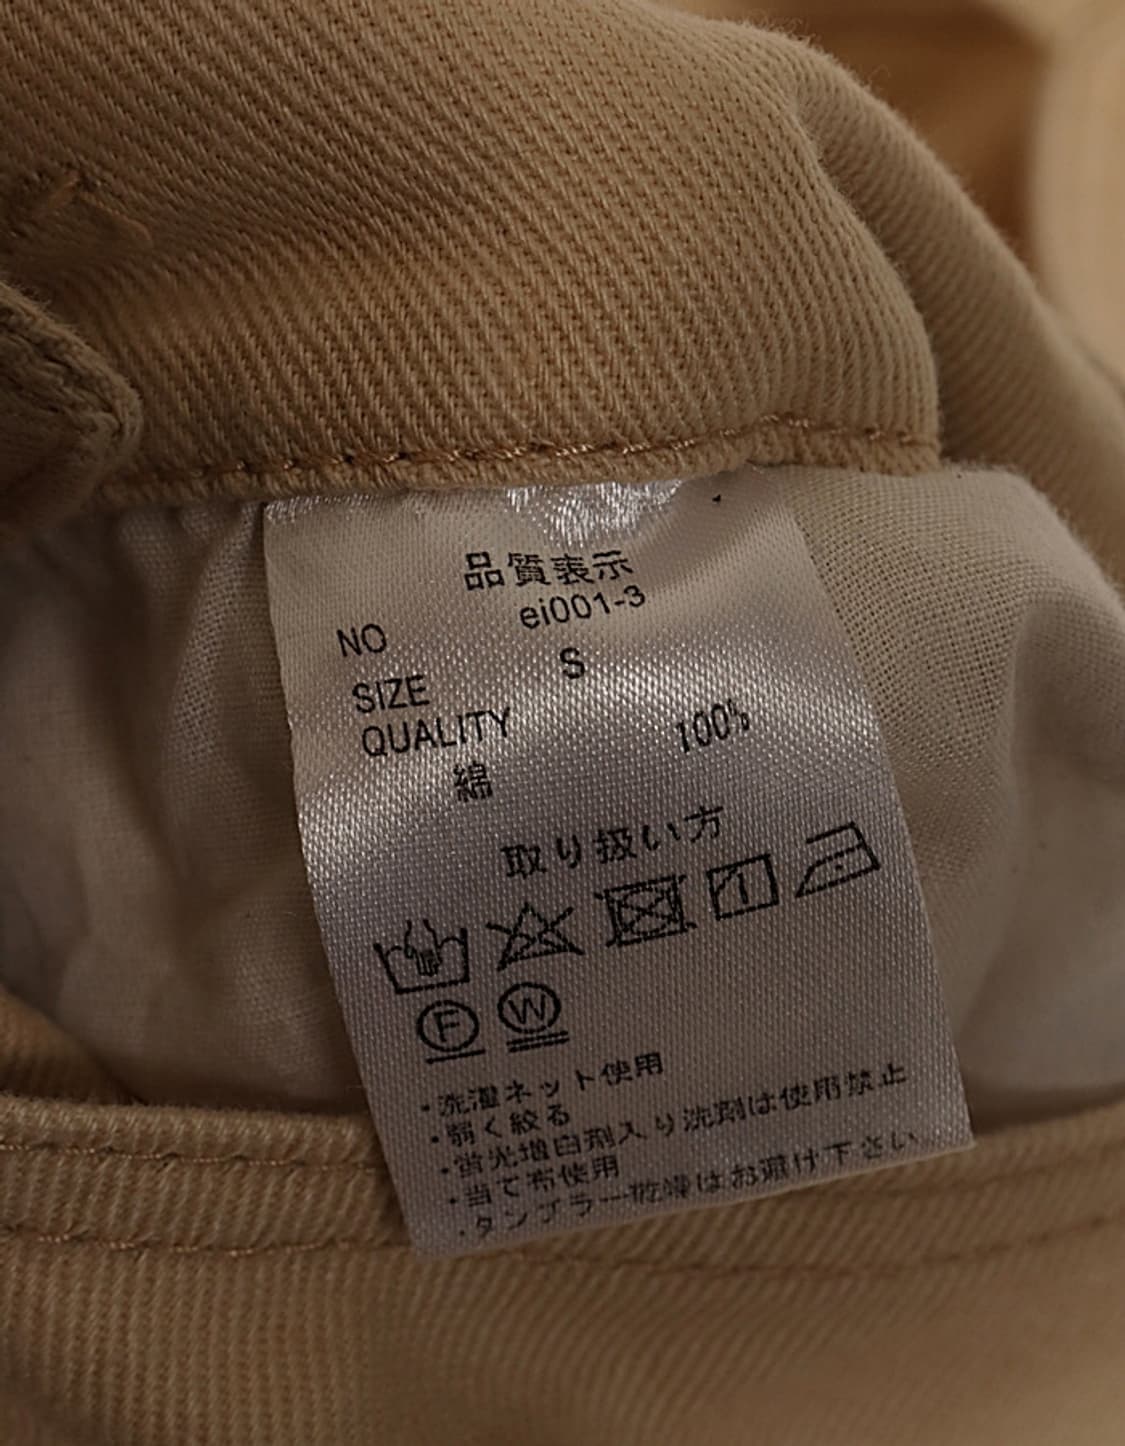 品質表示
NO ei001-3
SIZE S
QUALITY
綿 100%
取り扱い方
F W
・洗濯ネット使用
・弱く絞る
・蛍光増白剤入り洗剤は使用禁止
・当て布使用
・タンブラー乾燥はお避け下さい